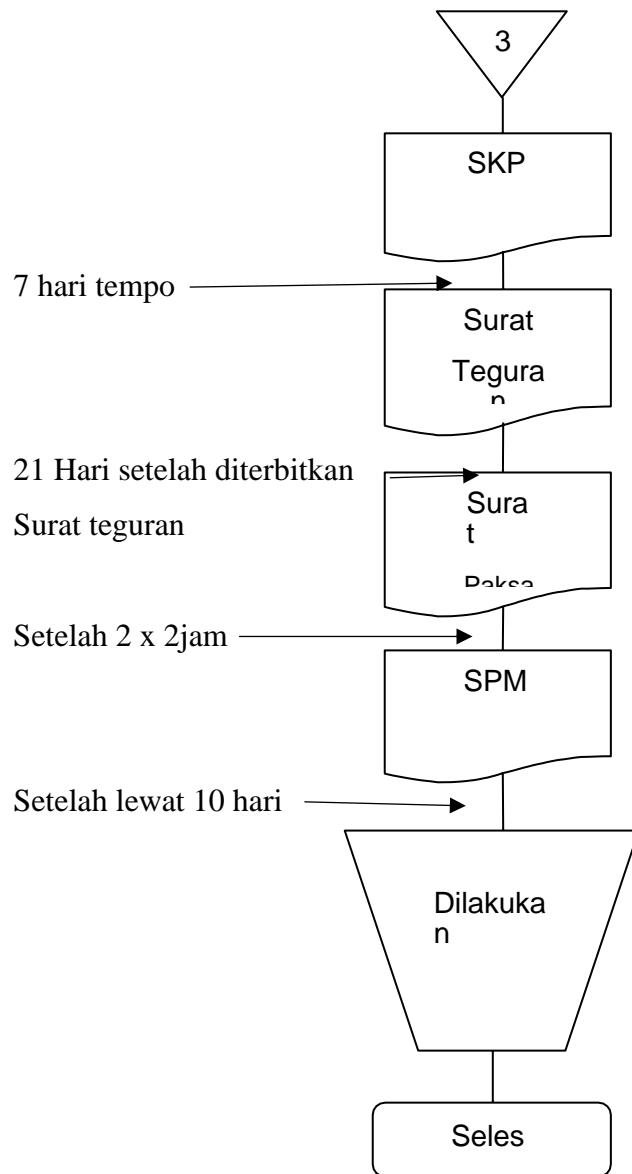 3
SKP
7 hari tempo
Surat
Tegura
n
21 Hari setelah diterbitkan
Surat teguran
Sura
t
Paksa
Setelah 2 x 2jam
SPM
Setelah lewat 10 hari
Dilakuka
n
Seles